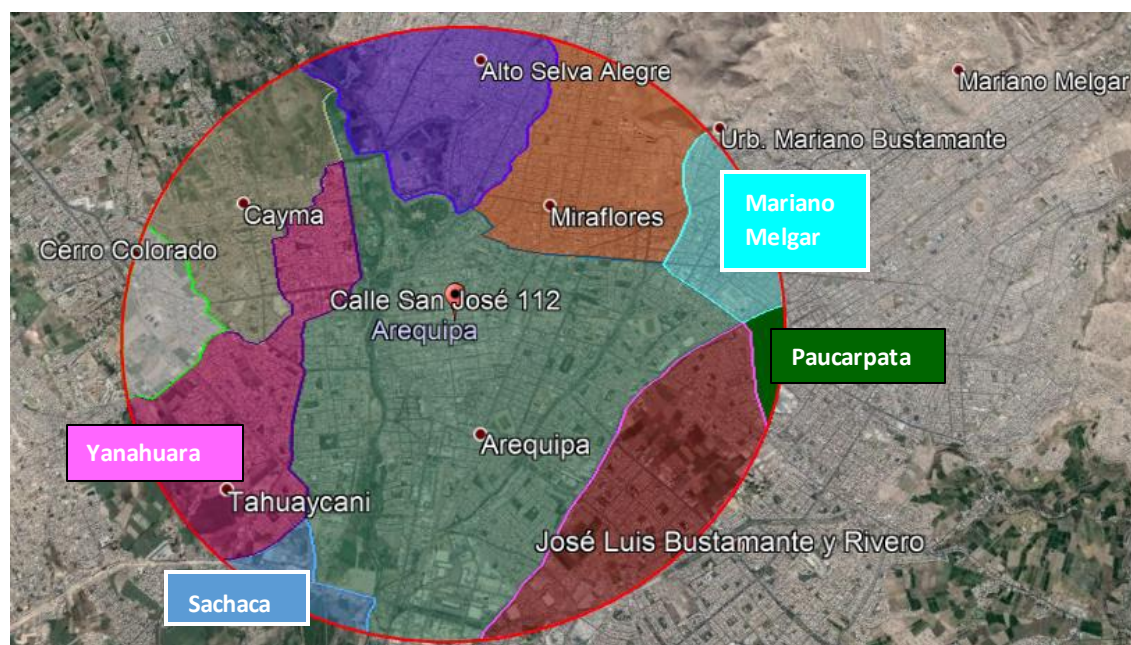 Alto Selva Alegre
Mariano Melgar
Urb. Mariano Bustamante
Mariano
Melgar
Cayma
Miraflores
Cerro Colorado
Calle San José 112
Arequipa
Paucarpata
Yanahuara
Arequipa
Tahuaycani
José Luis Bustamante y Rivero
Sachaca